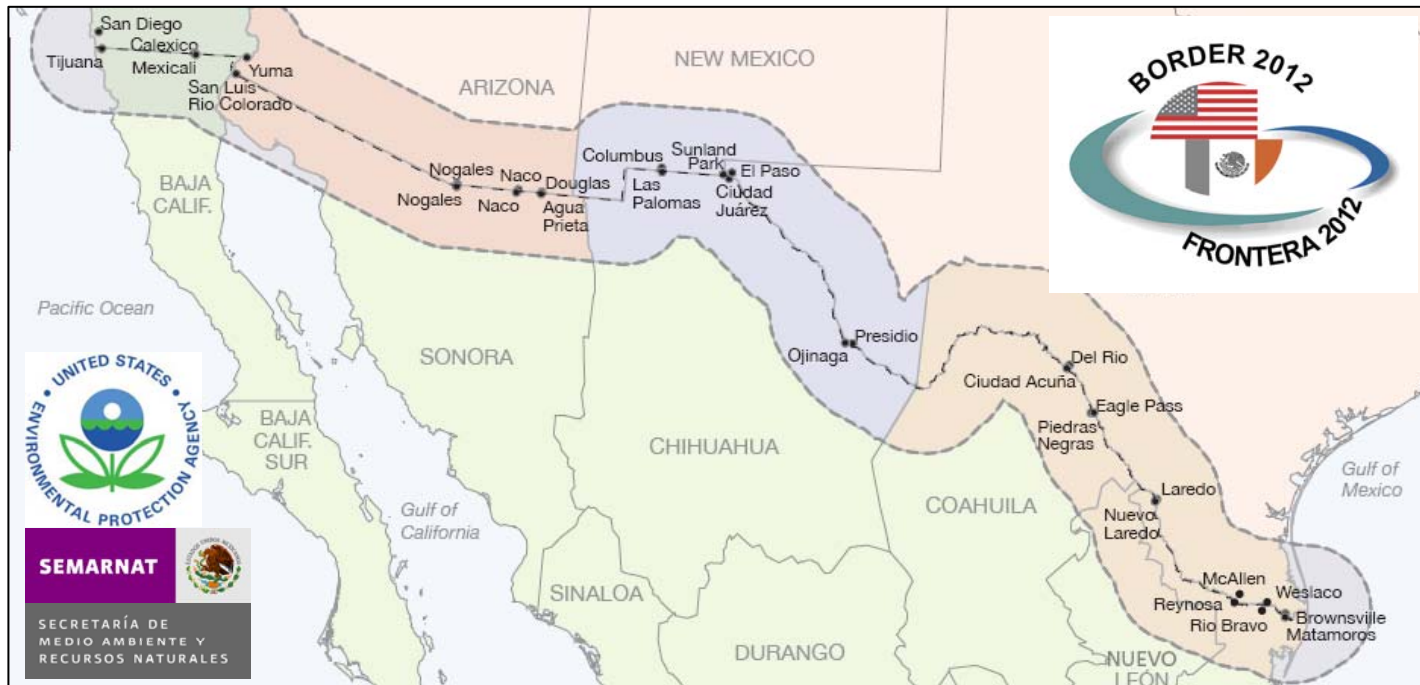 San Diego
Calexico
Tijuana
Mexicali
Yuma
San Luis
Rio Colorado
ARIZONA
NEW MEXICO
BORDER 2012
FRONTERA 2012
Nogales
Naco
Douglas
Nogales
Naco
Agua
Prieta
Columbus
Sunland
Park
El Paso
Las
Palomas
Ciudad
Juárez
BAJA
CALIF.
Pacific Ocean
SONORA
Ojinaga
Presidio
Del Rio
Ciudad Acuña
Eagle Pass
Piedras
Negras
UNITED STATES
ENVIRONMENTAL PROTECTION AGENCY
BAJA
CALIF.
SUR
CHIHUAHUA
COAHUILA
Gulf of
Mexico
Gulf of
California
Laredo
Nuevo
Laredo
SEMARNAT
ESTADOS UNIDOS MEXICANOS
SECRETARÍA DE
MEDIO AMBIENTE Y
RECURSOS NATURALES
SINALOA
DURANGO
McAllen
Weslaco
Reynosa
Rio Bravo
Brownsville
Matamoros
NUEVO
LEÓN